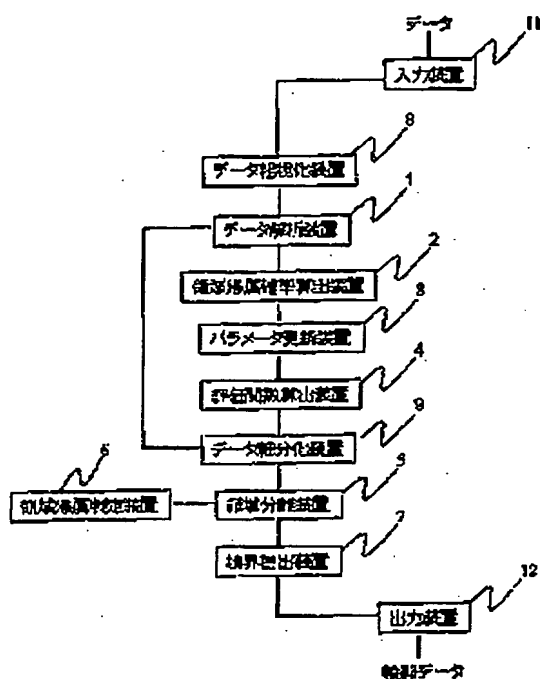 データ
11
入力装置
8
データ粗視化装置
1
データ解析装置
2
領域帰属確率算出装置
3
パラメータ更新装置
4
評価関数算出装置
9
データ細分化装置
6
5
領域帰属判定装置
領域分割装置
7
境界抽出装置
12
出力装置
輪郭データ